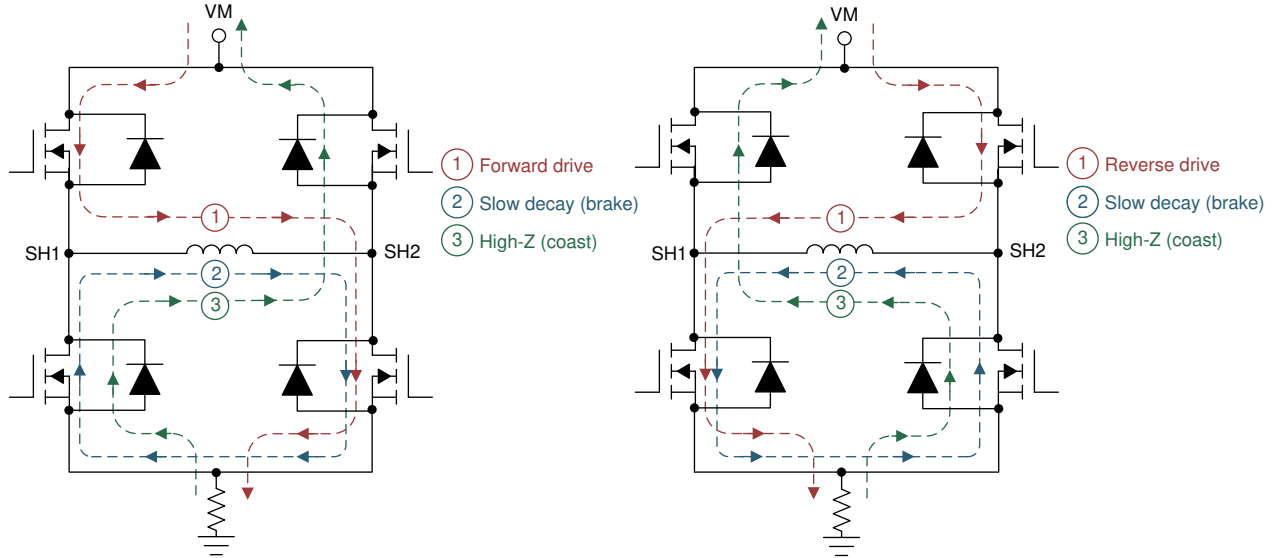 VM
1 Forward drive
2 Slow decay (brake)
3 High-Z (coast)
1
SH1
SH2
2
3
VM
1 Reverse drive
2 Slow decay (brake)
3 High-Z (coast)
1
SH1
SH2
2
3